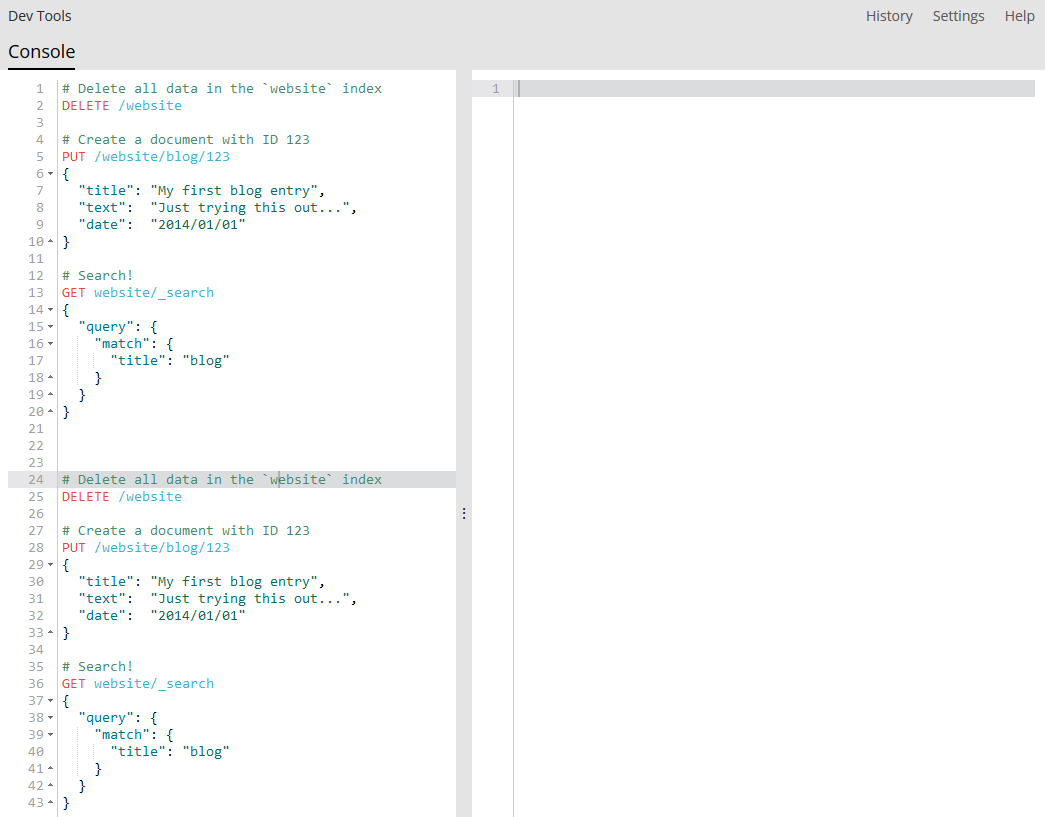 Dev Tools
History Settings Help
Console
1 # Delete all data in the `website` index
2 DELETE /website
3
4 # Create a document with ID 123
5 PUT /website/blog/123
6 {
7 "title": "My first blog entry",
8 "text":  "Just trying this out...",
9 "date":  "2014/01/01"
10 }
11
12 # Search!
13 GET website/_search
14 {
15 "query": {
16 "match": {
17 "title": "blog"
18 }
19 }
20 }
21
22
23
24 # Delete all data in the `website` index
25 DELETE /website
26
27 # Create a document with ID 123
28 PUT /website/blog/123
29 {
30 "title": "My first blog entry",
31 "text":  "Just trying this out...",
32 "date":  "2014/01/01"
33 }
34
35 # Search!
36 GET website/_search
37 {
38 "query": {
39 "match": {
40 "title": "blog"
41 }
42 }
43 }
1